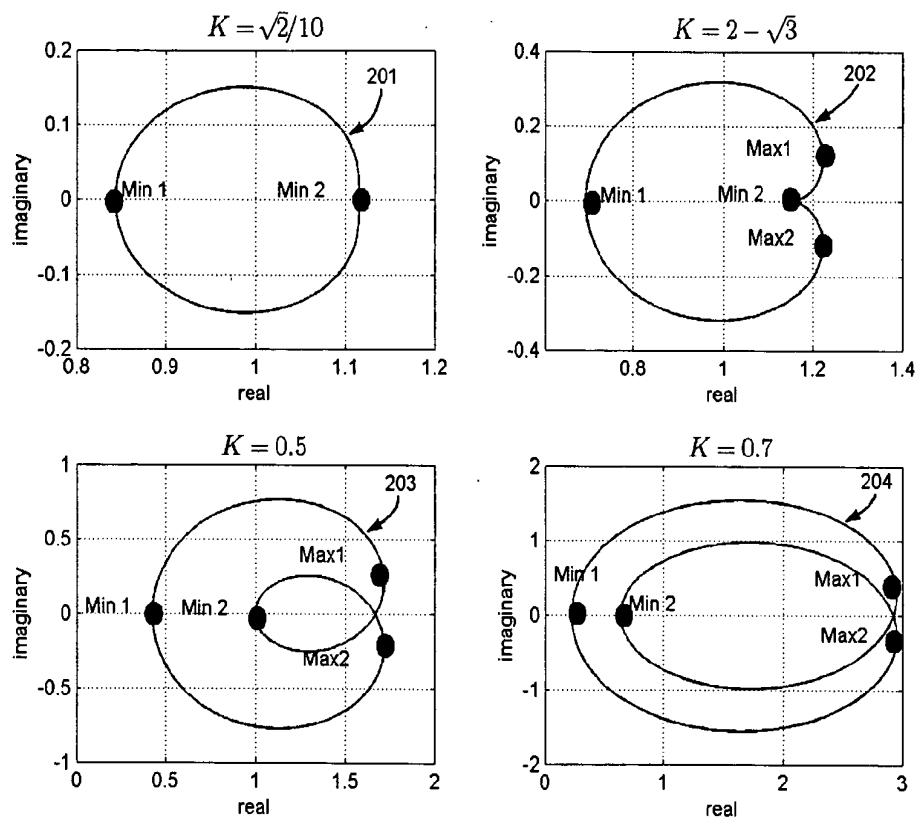 K = √2/10
0.2
0.1
0
-0.1
-0.2
0.8
0.9
1
1.1
1.2
imaginary
real
201
Min 1
Min 2
K = 2 − √3
0.4
0.2
0
-0.2
-0.4
0.8
1
1.2
1.4
imaginary
real
202
Max1
Min 1
Min 2
Max2
K = 0.5
1
0.5
0
-0.5
-1
0
0.5
1
1.5
2
imaginary
real
203
Max1
Min 1
Min 2
Max2
K = 0.7
2
1
0
-1
-2
0
1
2
3
imaginary
real
204
Min 1
Max1
Min 2
Max2